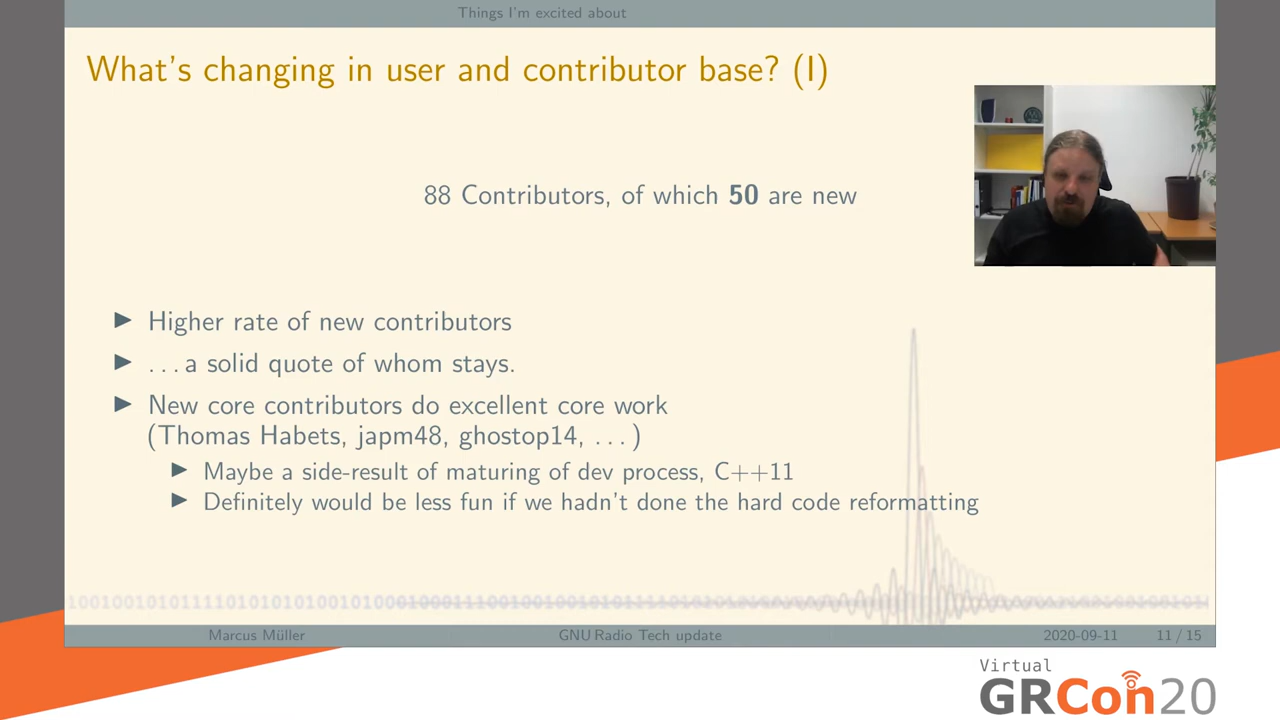 Things I'm excited about
What's changing in user and contributor base? (I)
88 Contributors, of which 50 are new
Higher rate of new contributors
...a solid quote of whom stays.
New core contributors do excellent core work
(Thomas Habets, japm48, ghostop14, ...)
Maybe a side-result of maturing of dev process, C++11
Definitely would be less fun if we hadn't done the hard code reformatting
Marcus Müller GNU Radio Tech update 2020-09-11 11 / 15
Virtual
GRCon20